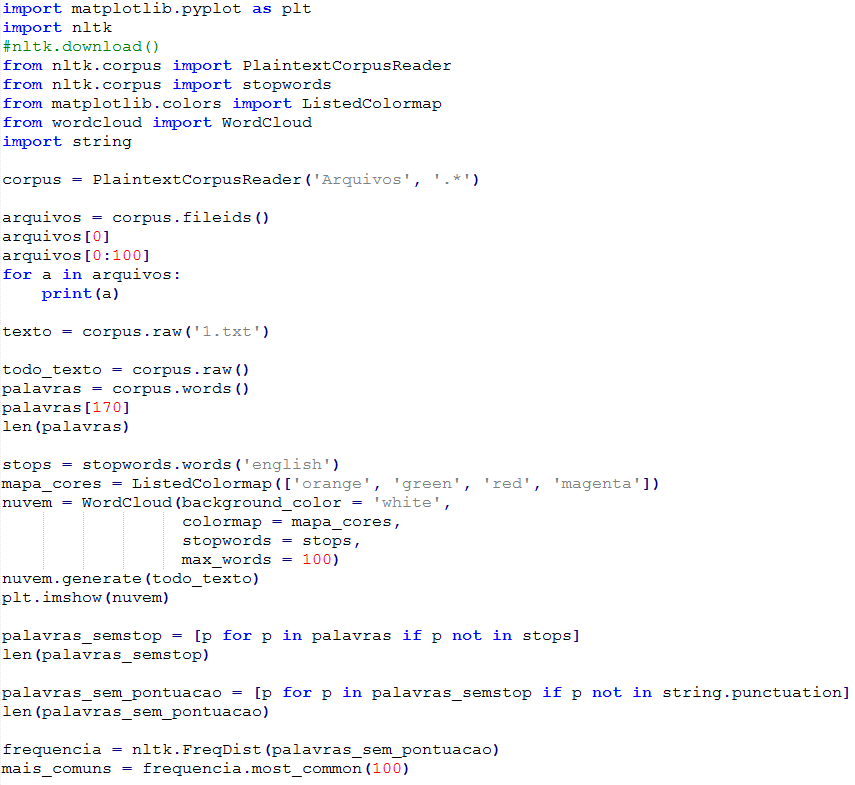 import matplotlib.pyplot as plt
import nltk
#nltk.download()
from nltk.corpus import PlaintextCorpusReader
from nltk.corpus import stopwords
from matplotlib.colors import ListedColormap
from wordcloud import WordCloud
import string

corpus = PlaintextCorpusReader('Arquivos', '.*')

arquivos = corpus.fileids()
arquivos[0]
arquivos[0:100]
for a in arquivos:
    print(a)

texto = corpus.raw('1.txt')

todo_texto = corpus.raw()
palavras = corpus.words()
palavras[170]
len(palavras)

stops = stopwords.words('english')
mapa_cores = ListedColormap(['orange', 'green', 'red', 'magenta'])
nuvem = WordCloud(background_color = 'white',
                  colormap = mapa_cores,
                  stopwords = stops,
                  max_words = 100)
nuvem.generate(todo_texto)
plt.imshow(nuvem)

palavras_semstop = [p for p in palavras if p not in stops]
len(palavras_semstop)

palavras_sem_pontuacao = [p for p in palavras_semstop if p not in string.punctuation]
len(palavras_sem_pontuacao)

frequencia = nltk.FreqDist(palavras_sem_pontuacao)
mais_comuns = frequencia.most_common(100)